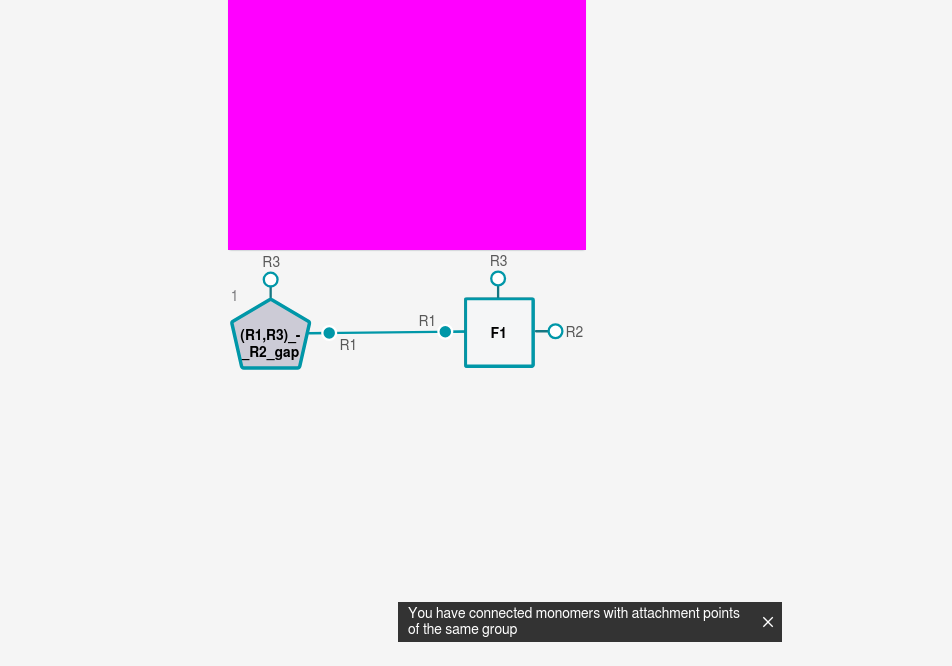 R3
R3
1
(R1,R3)_-
_R2_gap
R1
R1
F1
R2
You have connected monomers with attachment points
of the same group